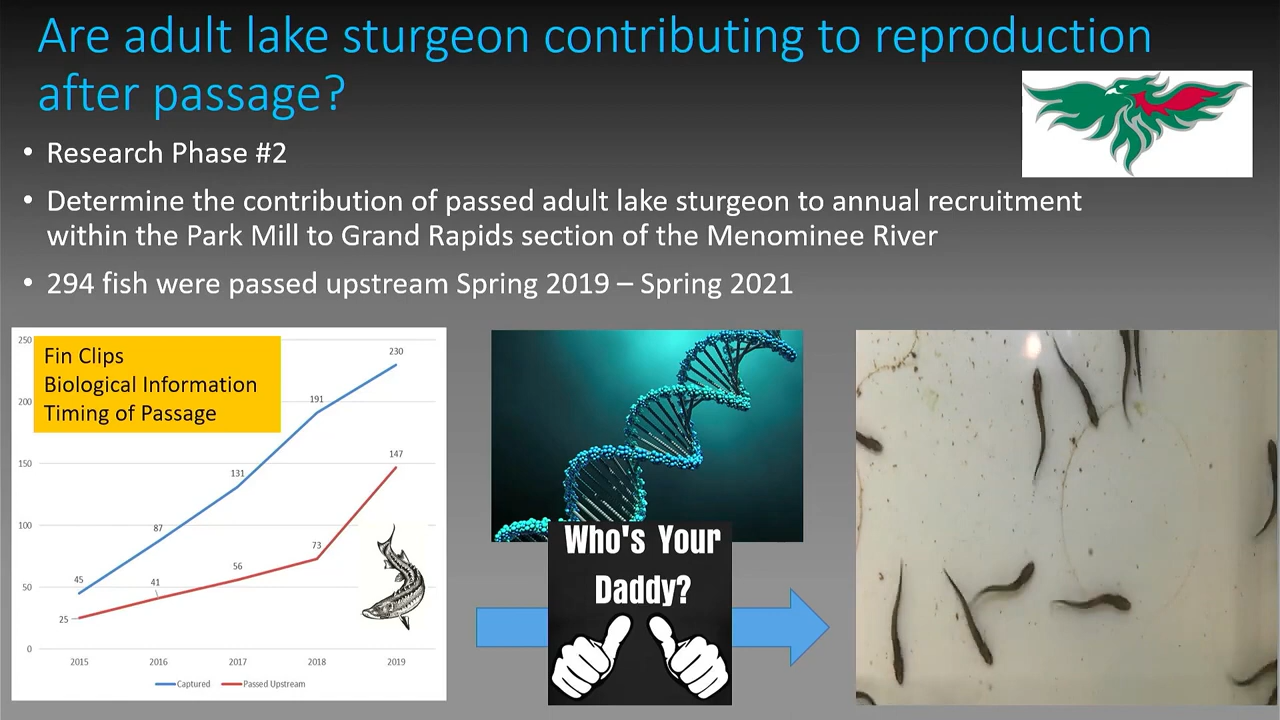 Are adult lake sturgeon contributing to reproduction
after passage?
• Research Phase #2
• Determine the contribution of passed adult lake sturgeon to annual recruitment
within the Park Mill to Grand Rapids section of the Menominee River
• 294 fish were passed upstream Spring 2019 – Spring 2021
Fin Clips
Biological Information
Timing of Passage
250
200
150
100
50
0
45
87
131
191
230
25
41
56
73
147
2015 2016 2017 2018 2019
Captured Passed Upstream
Who's Your
Daddy?